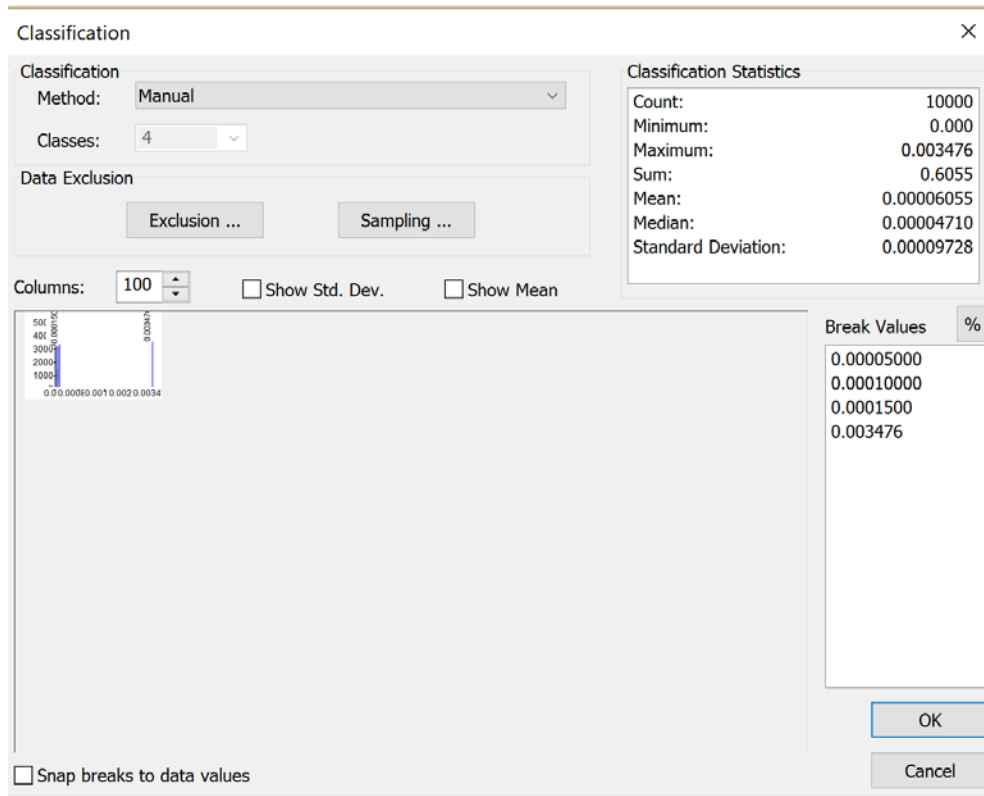 Classification
Classification
Method: Manual
Classes: 4
Data Exclusion
Exclusion ...
Sampling ...
Classification Statistics
Count: 10000
Minimum: 0.000
Maximum: 0.003476
Sum: 0.6055
Mean: 0.00006055
Median: 0.00004710
Standard Deviation: 0.00009728
Columns: 100
Show Std. Dev.
Show Mean
3000
2000
1000
Break Values
%
0.00005000
0.00010000
0.0001500
0.003476
OK
Cancel
Snap breaks to data values